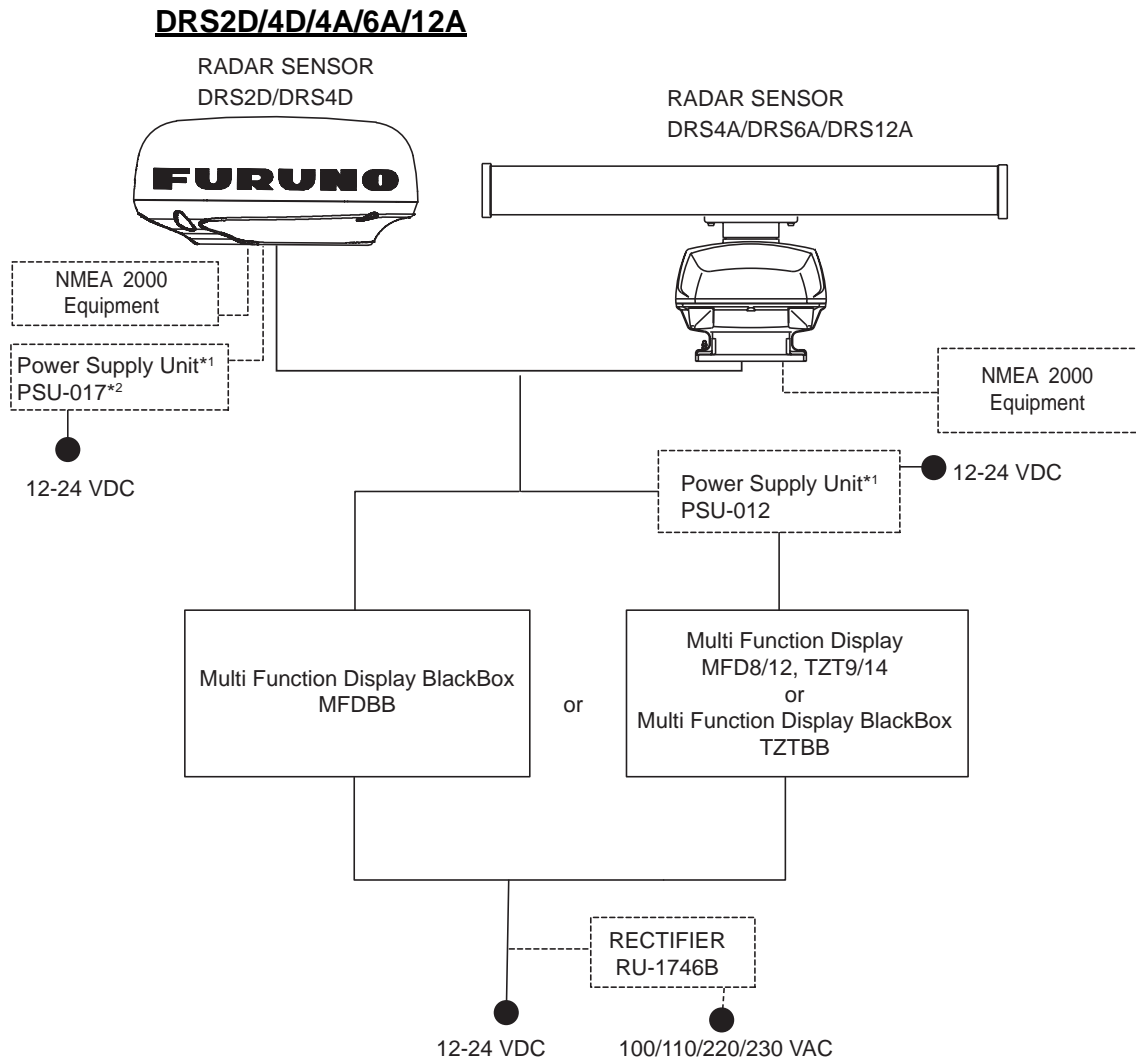 DRS2D/4D/4A/6A/12A
RADAR SENSOR
DRS2D/DRS4D
RADAR SENSOR
DRS4A/DRS6A/DRS12A
FURUNO
NMEA 2000
Equipment
Power Supply Unit*1
PSU-017*2
12-24 VDC
NMEA 2000
Equipment
Power Supply Unit*1
PSU-012
12-24 VDC
Multi Function Display BlackBox
MFDBB
or
Multi Function Display
MFD8/12, TZT9/14
or
Multi Function Display BlackBox
TZTBB
RECTIFIER
RU-1746B
12-24 VDC
100/110/220/230 VAC